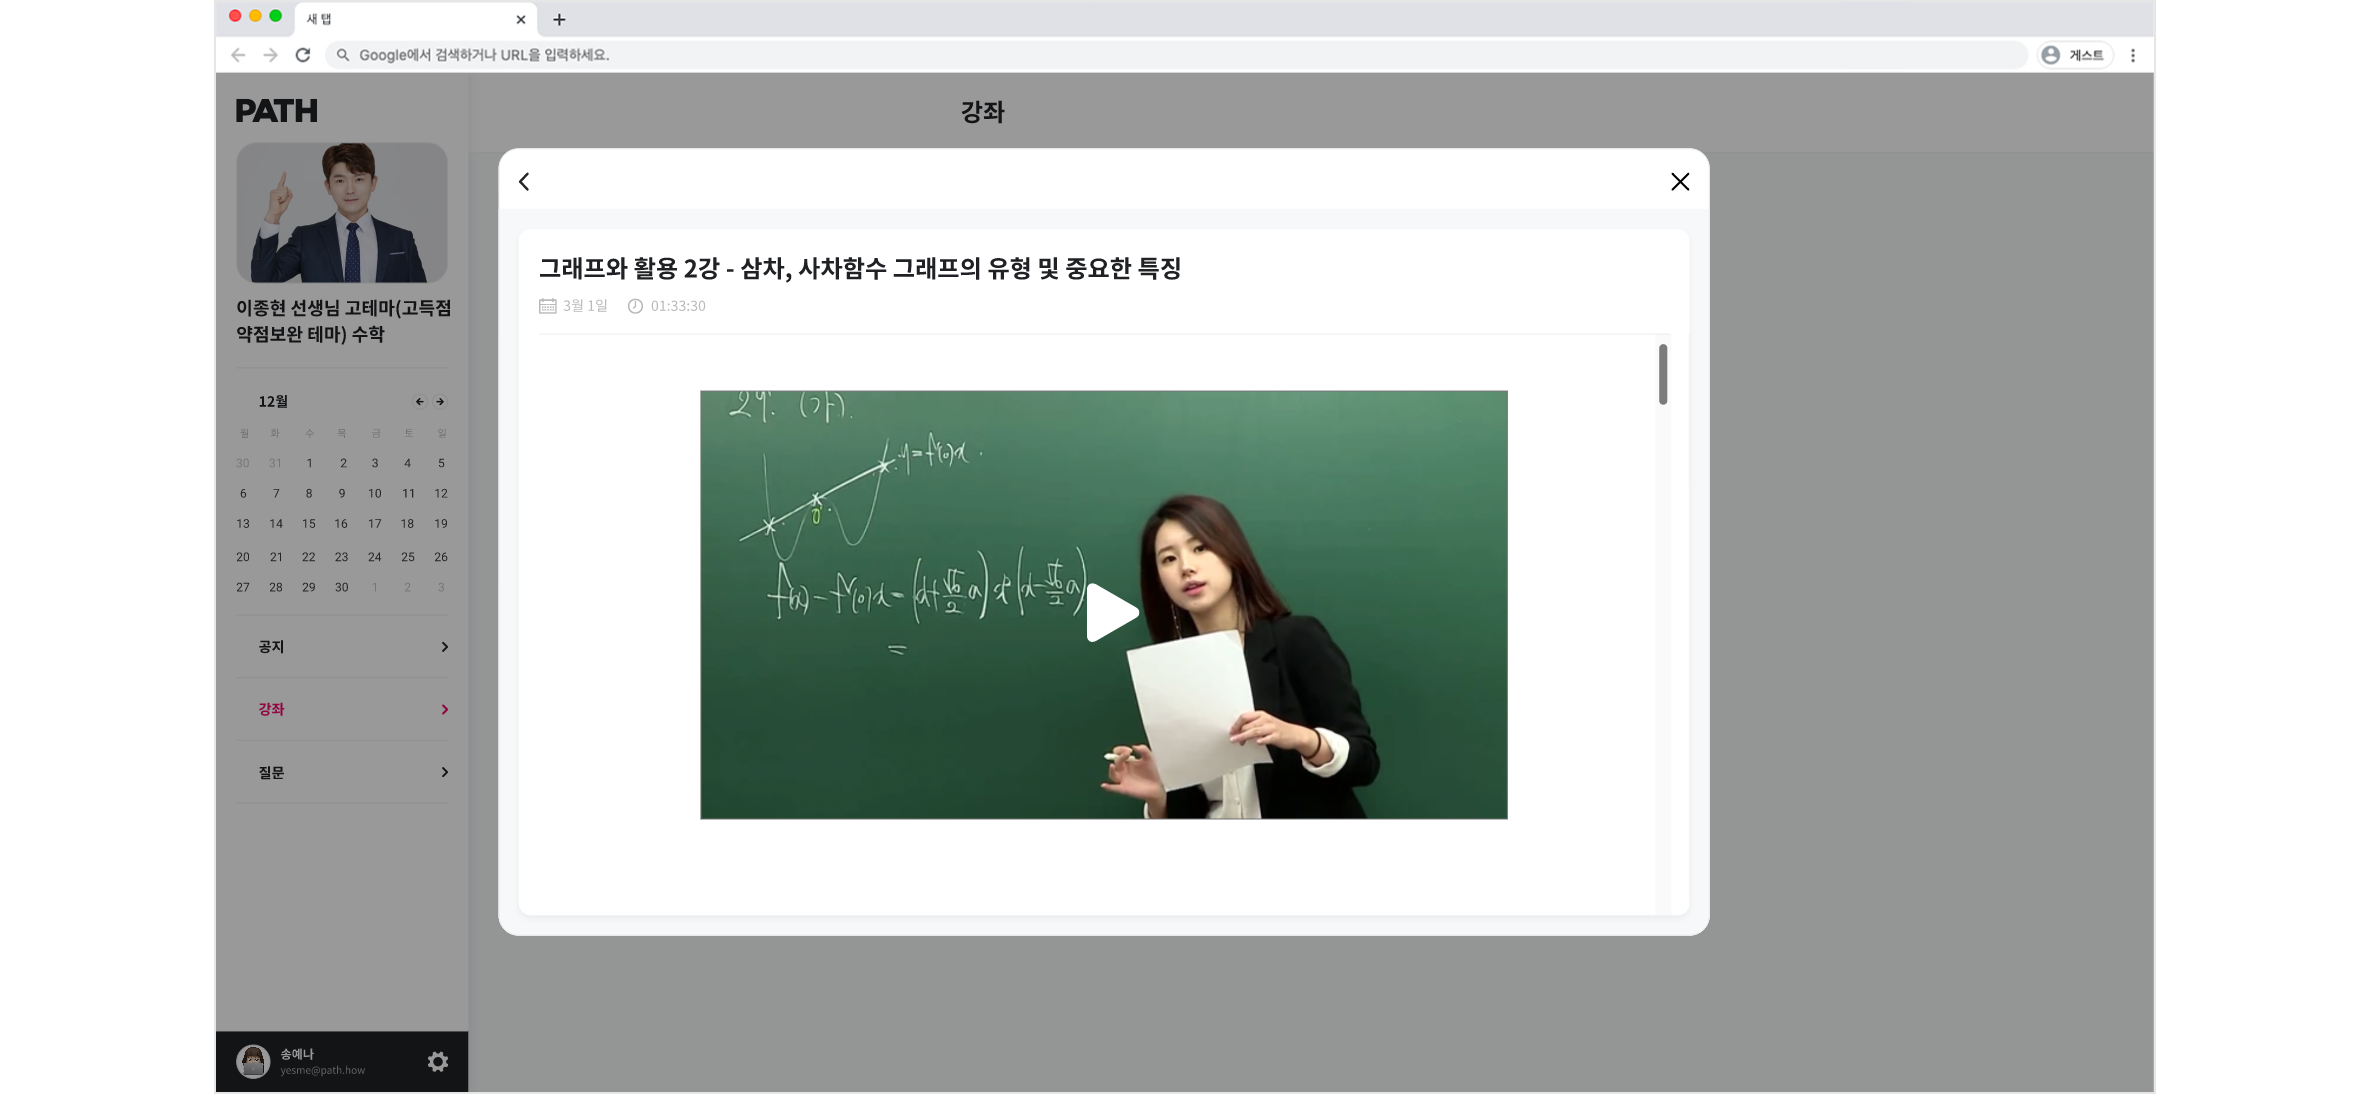 새 탭
Google에서 검색하거나 URL을 입력하세요.
게스트
PATH
강좌
이종현 선생님 고테마(고득점
약점보완 테마) 수학
12월
월 화 수 목 금 토 일
30 31 1 2 3 4 5
6 7 8 9 10 11 12
13 14 15 16 17 18 19
20 21 22 23 24 25 26
27 28 29 30 1 2 3
공지
강좌
질문
송예나
yesme@path.how
그래프와 활용 2강 - 삼차, 사차함수 그래프의 유형 및 중요한 특징
3월 1일 01:33:30
29. (가).
y=f'(0)x.
0
f(x)-f'(0)x=(x+√6/2 a)x²(x-√6/2 a)
=